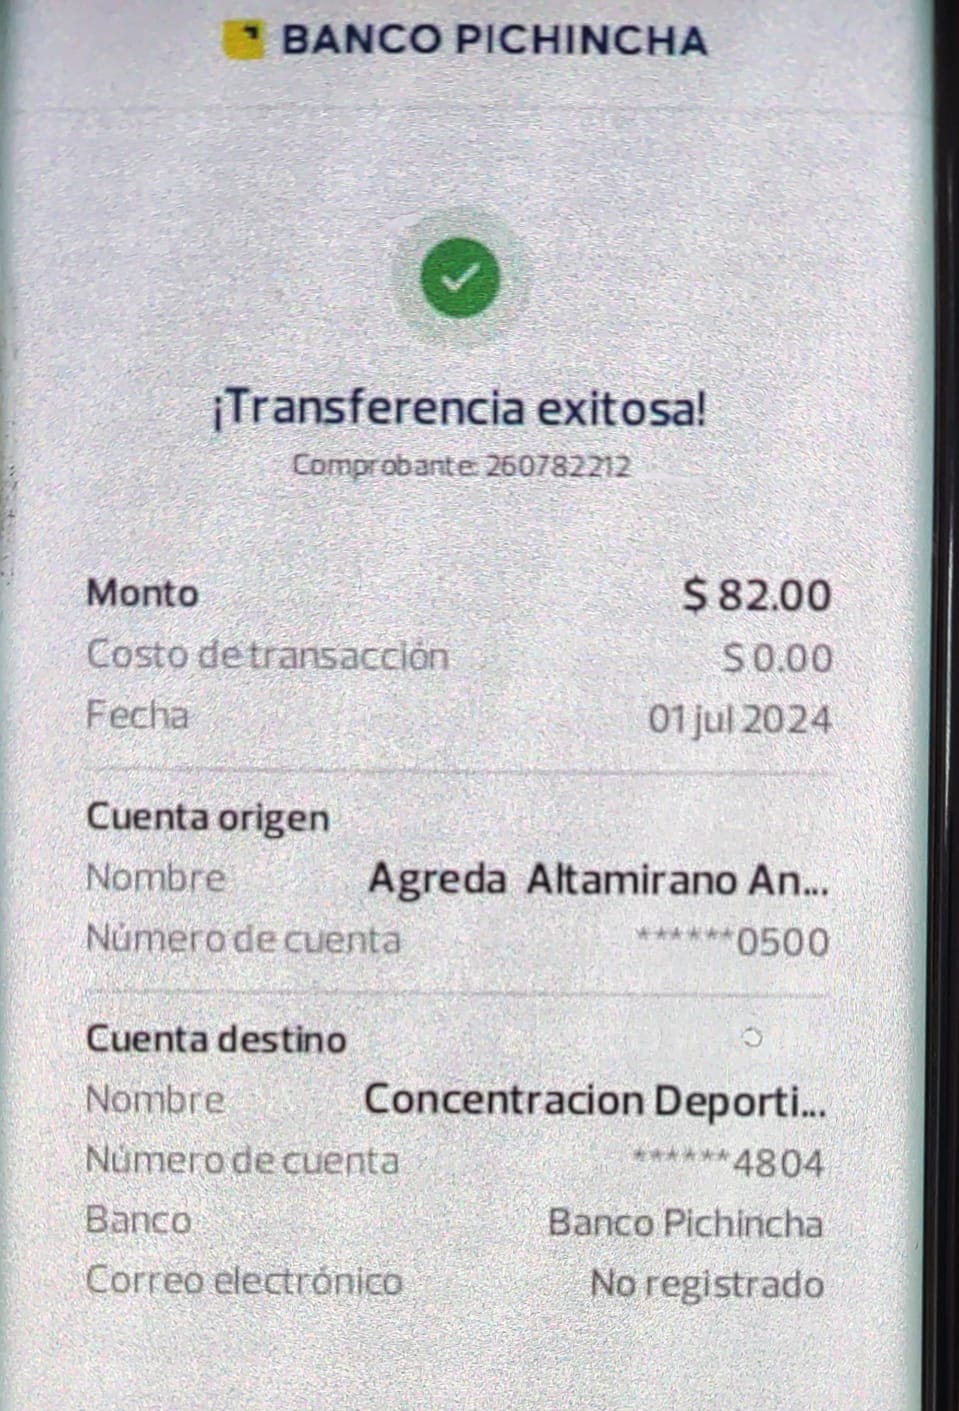 BANCO PICHINCHA
¡Transferencia exitosa!
Comprobante: 260782212
Monto $ 82.00
Costo de transacción $ 0.00
Fecha 01 jul 2024
Cuenta origen
Nombre Agreda Altamirano An...
Número de cuenta ******0500
Cuenta destino
Nombre Concentracion Deporti...
Número de cuenta ******4804
Banco Banco Pichincha
Correo electrónico No registrado